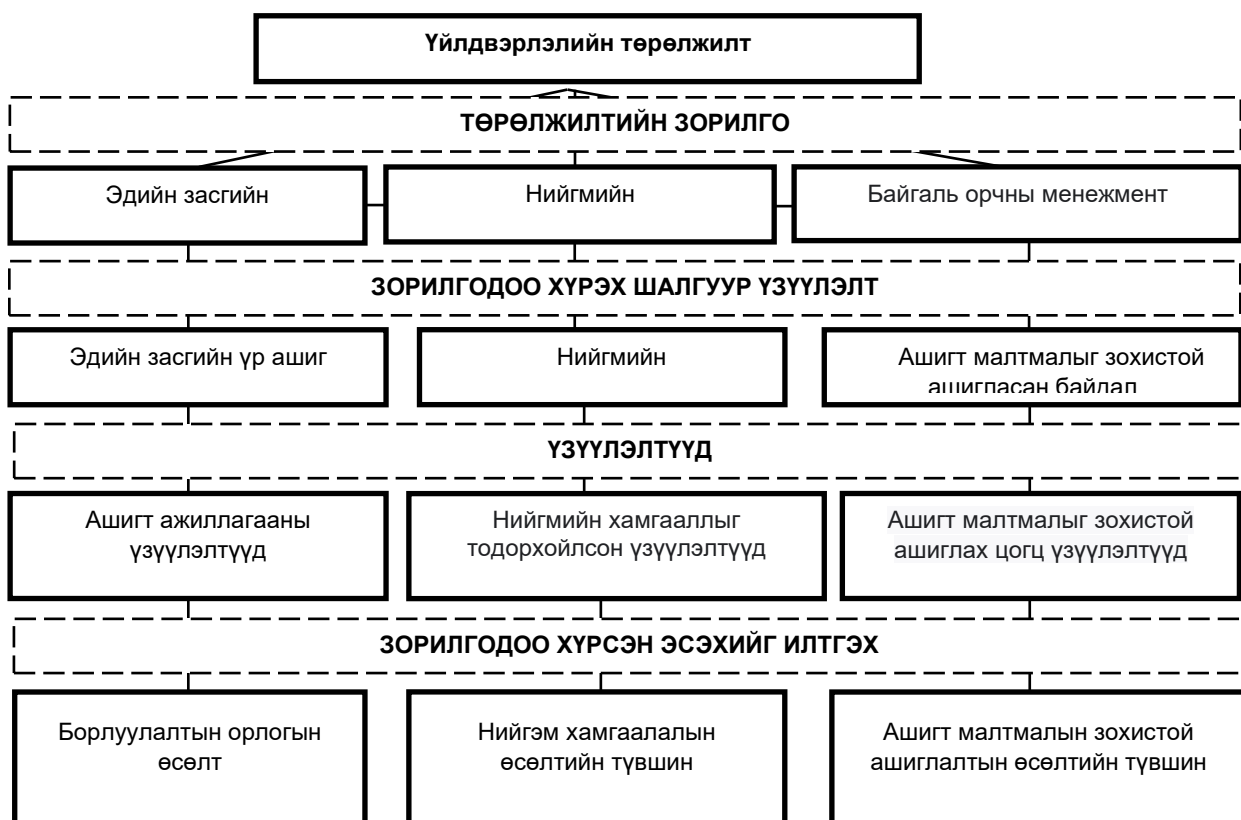 Үйлдвэрлэлийн төрөлжилт
ТӨРӨЛЖИЛТИЙН ЗОРИЛГО
Эдийн засгийн
Нийгмийн
Байгаль орчны менежмент
ЗОРИЛГОДОО ХҮРЭХ ШАЛГУУР ҮЗҮҮЛЭЛТ
Эдийн засгийн үр ашиг
Нийгмийн
Ашигт малтмалыг зохистой
ашигласан байдал
ҮЗҮҮЛЭЛТҮҮД
Ашигт ажиллагааны
үзүүлэлтүүд
Нийгмийн хамгааллыг
тодорхойлсон үзүүлэлтүүд
Ашигт малтмалыг зохистой
ашиглах цогц үзүүлэлтүүд
ЗОРИЛГОДОО ХҮРСЭН ЭСЭХИЙГ ИЛТГЭХ
Борлуулалтын орлогын
өсөлт
Нийгэм хамгаалалын
өсөлтийн түвшин
Ашигт малтмалын зохистой
ашиглалтын өсөлтийн түвшин